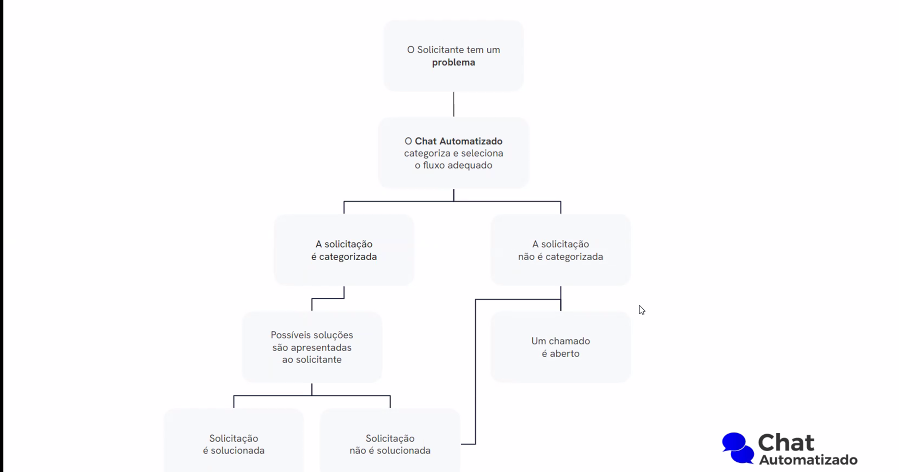 O Solicitante tem um
problema
O Chat Automatizado
categoriza e seleciona
o fluxo adequado
A solicitação
é categorizada
A solicitação
não é categorizada
Possíveis soluções
são apresentadas
ao solicitante
Um chamado
é aberto
Solicitação
é solucionada
Solicitação
não é solucionada
Chat
Automatizado